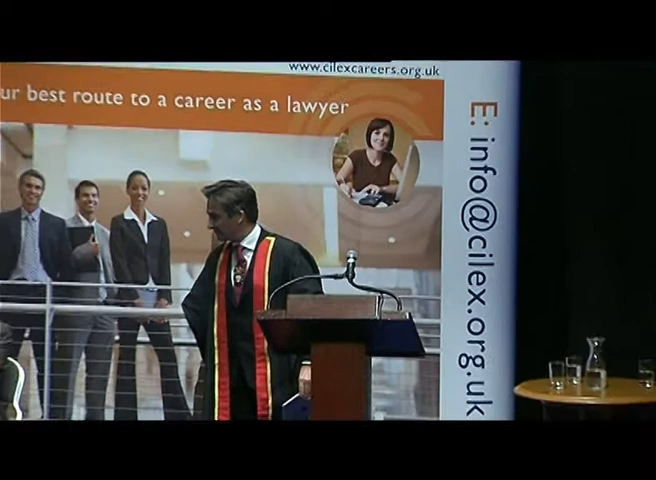 www.cilexcareers.org.uk
ur best route to a career as a lawyer
E: info@cilex.org.uk